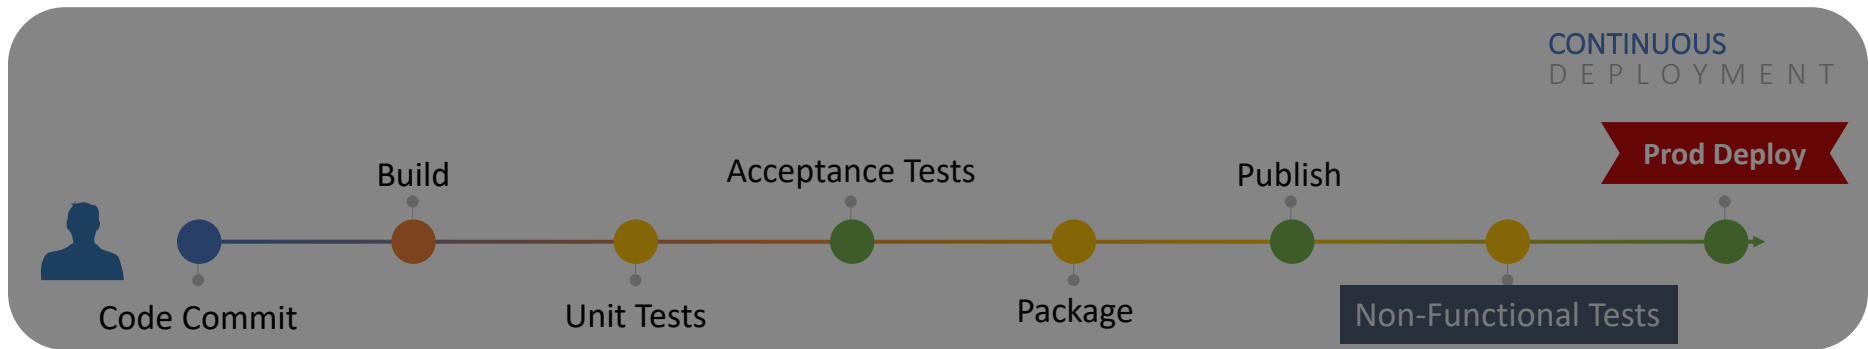 CONTINUOUS
DEPLOYMENT
Prod Deploy
Build
Acceptance Tests
Publish
Code Commit
Unit Tests
Package
Non-Functional Tests